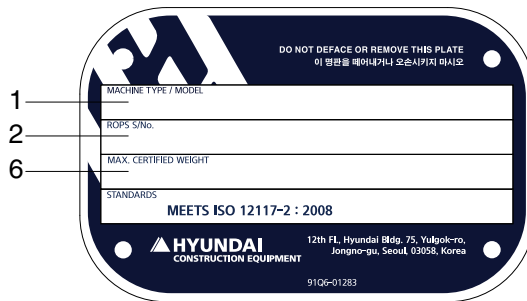 DO NOT DEFACE OR REMOVE THIS PLATE
이 명판을 떼어내거나 오손시키지 마시오
1
MACHINE TYPE / MODEL
2
ROPS S/No.
6
MAX. CERTIFIED WEIGHT
STANDARDS
MEETS ISO 12117-2 : 2008
HYUNDAI
CONSTRUCTION EQUIPMENT
12th Fl., Hyundai Bldg. 75, Yulgok-ro,
Jongno-gu, Seoul, 03058, Korea
91Q6-01283